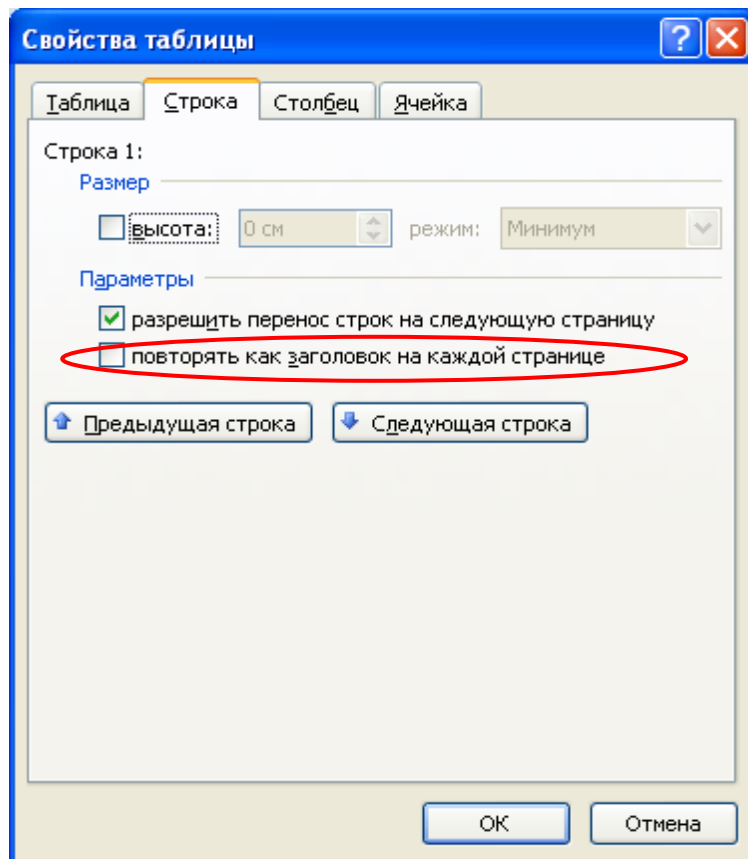 Свойства таблицы
Таблица Строка Столбец Ячейка
Строка 1:
Размер
высота: 0 см режим: Минимум
Параметры
разрешить перенос строк на следующую страницу
повторять как заголовок на каждой странице
Предыдущая строка Следующая строка
ОК Отмена